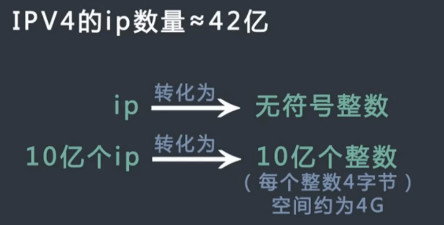 IPV4的ip数量≈42亿
ip 转化为 无符号整数
10亿个ip 转化为 10亿个整数
(每个整数4字节)
空间约为4G